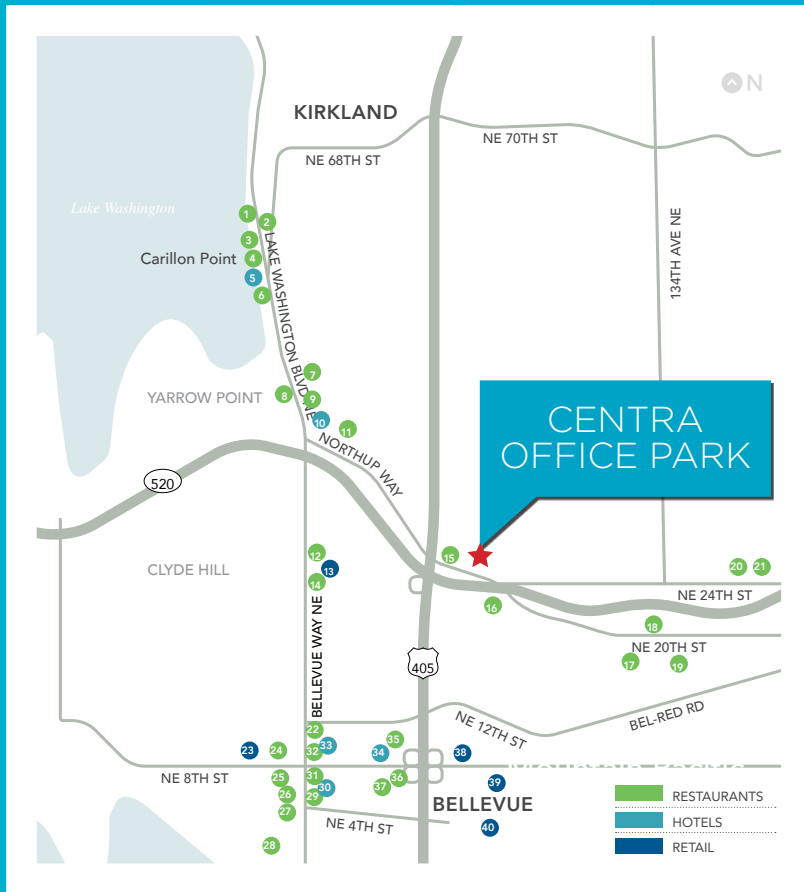 N
KIRKLAND
NE 70TH ST
NE 68TH ST
Lake Washington
1
2
134TH AVE NE
3
Carillon Point
4
5
6
LAKE WASHINGTON BLVD NE
7
YARROW POINT
8
9
10
11
CENTRA
OFFICE PARK
NORTHUP WAY
520
12
15
13
CLYDE HILL
14
20
21
NE 24TH ST
16
BELLEVUE WAY NE
18
NE 20TH ST
405
17
19
BEL-RED RD
NE 12TH ST
22
35
23
24
32
33
34
38
NE 8TH ST
25
31
36
39
26
30
37
29
BELLEVUE
27
NE 4TH ST
40
28
RESTAURANTS
HOTELS
RETAIL